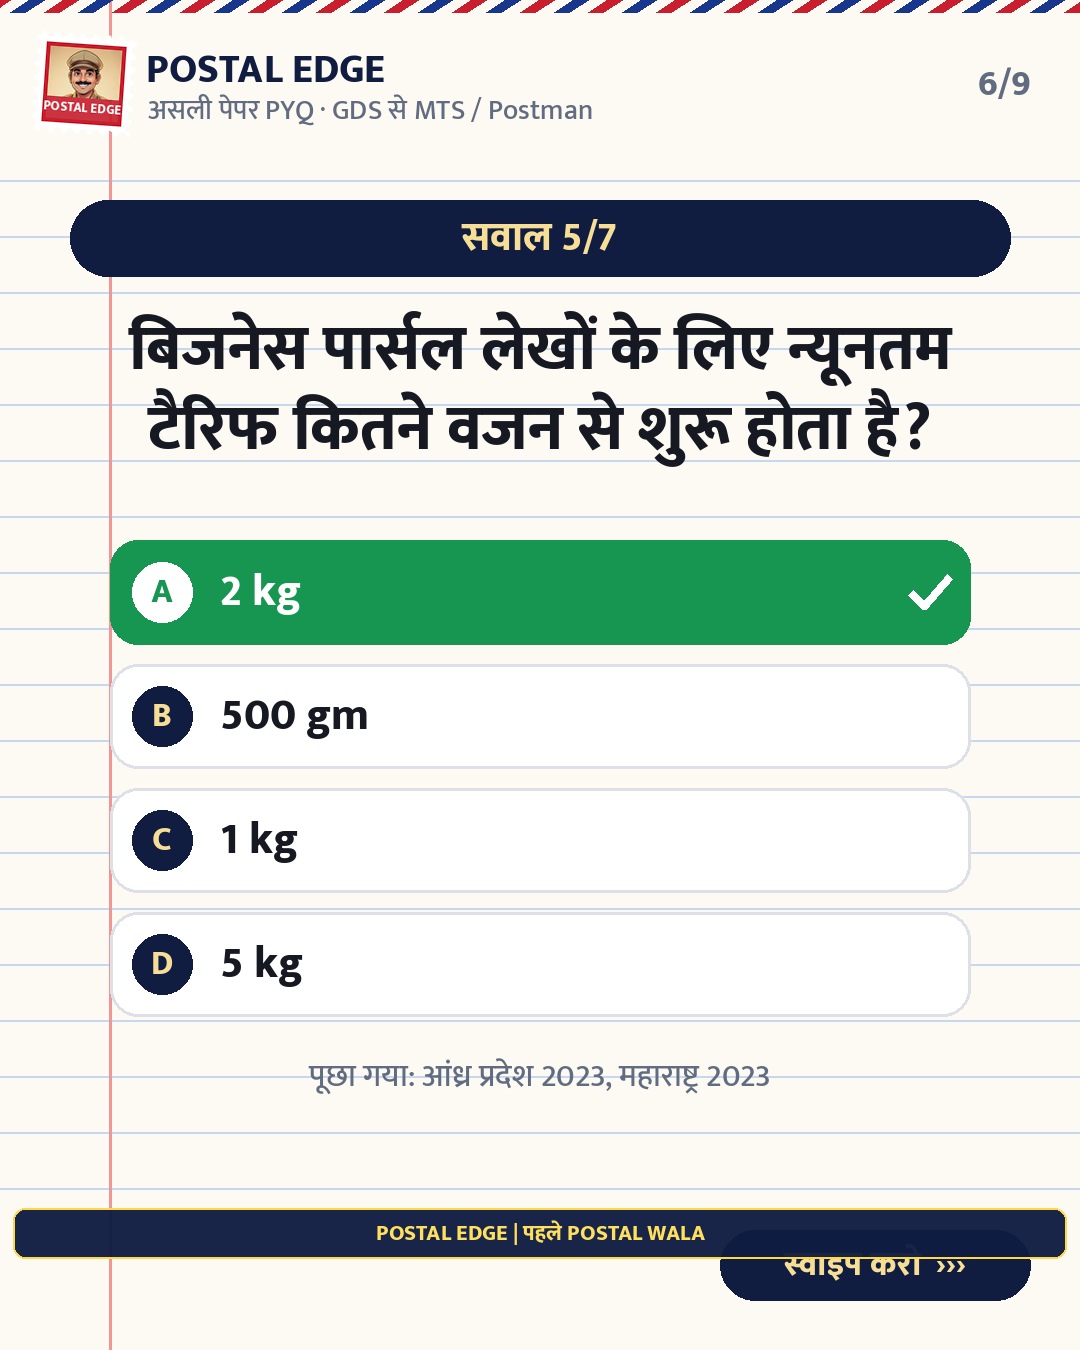 POSTAL EDGE
POSTAL EDGE
असली पेपर PYQ · GDS से MTS / Postman
6/9
सवाल 5/7
बिजनेस पार्सल लेखों के लिए न्यूनतम
टैरिफ कितने वजन से शुरू होता है?
A 2 kg
B 500 gm
C 1 kg
D 5 kg
पूछा गया: आंध्र प्रदेश 2023, महाराष्ट्र 2023
POSTAL EDGE | पहले POSTAL WALA
स्वाइप करो ›››